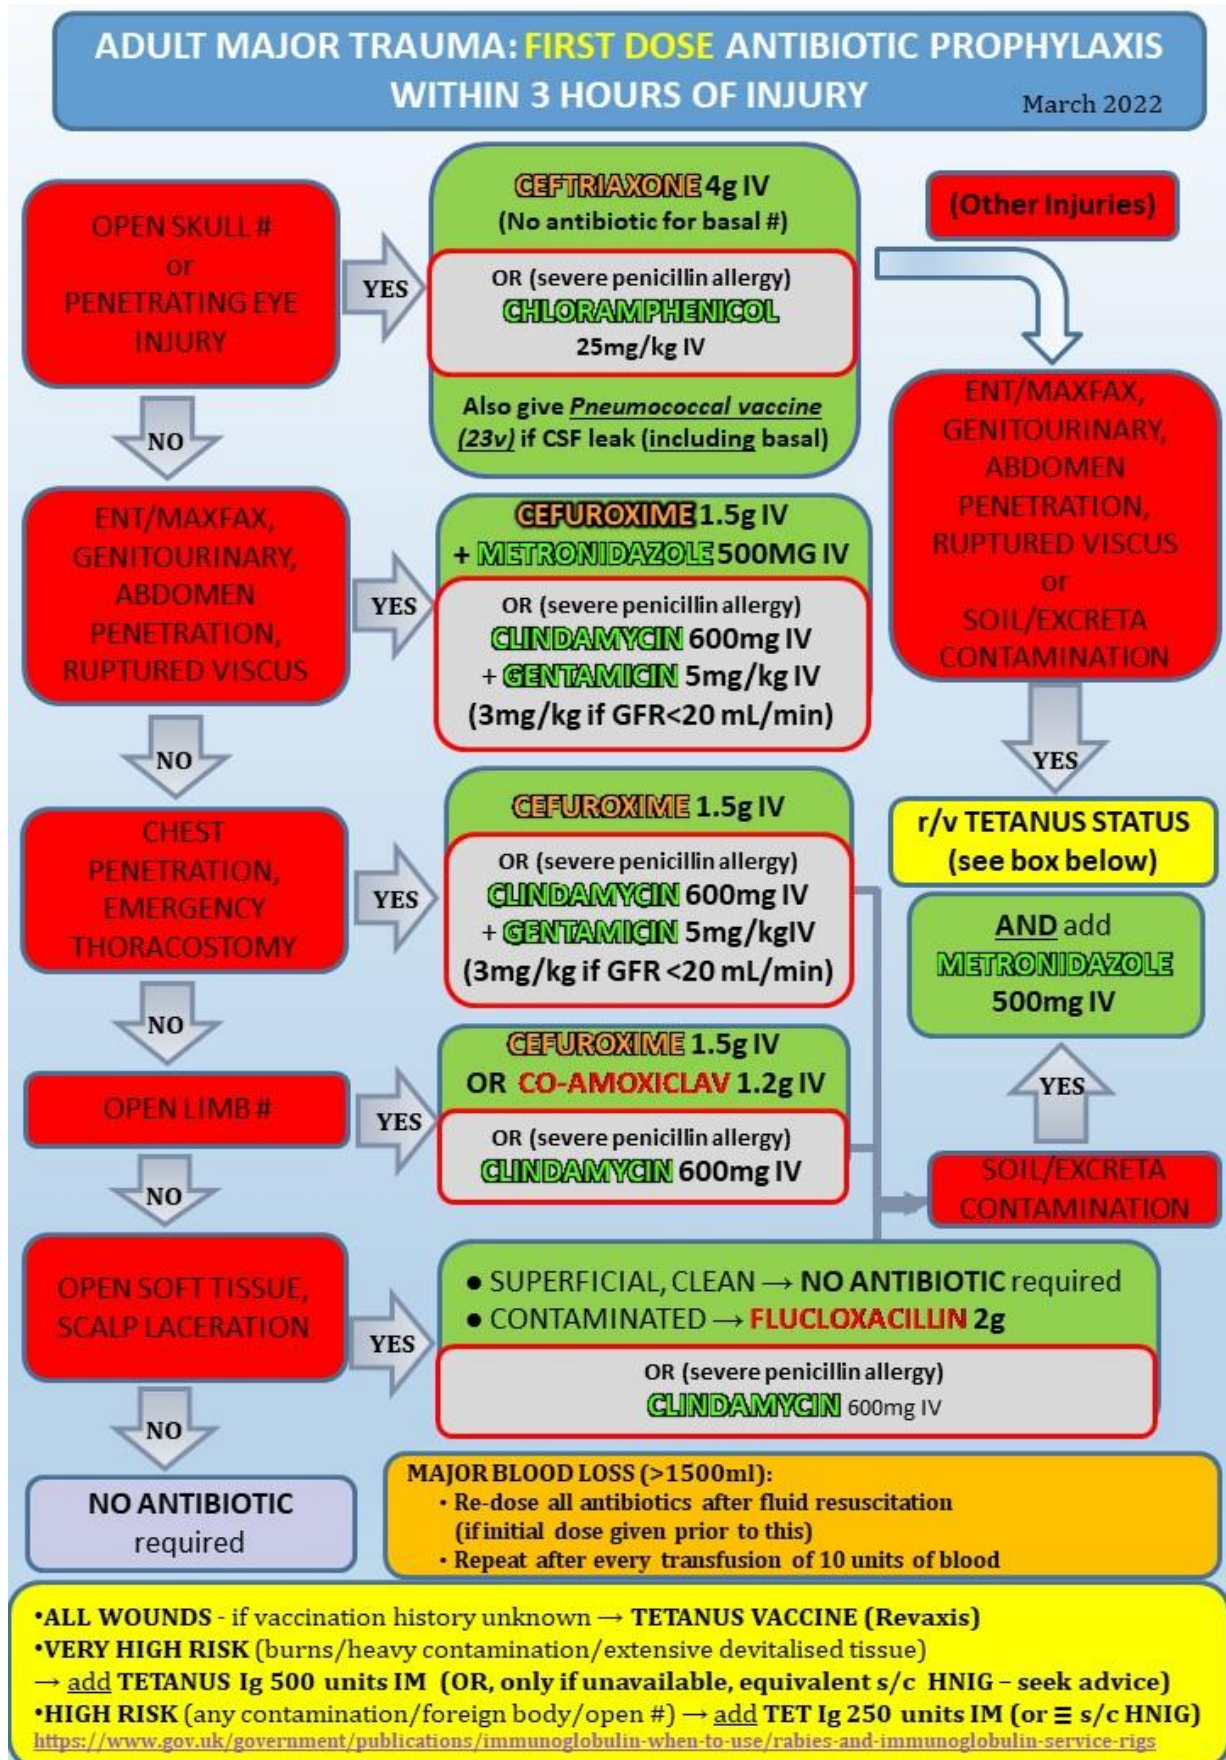 ADULT MAJOR TRAUMA: FIRST DOSE ANTIBIOTIC PROPHYLAXIS
WITHIN 3 HOURS OF INJURY
March 2022
OPEN SKULL #
or
PENETRATING EYE
INJURY
YES
CEFTRIAXONE 4g IV
(No antibiotic for basal #)
OR (severe penicillin allergy)
CHLORAMPHENICOL
25mg/kg IV
Also give Pneumococcal vaccine
(23v) if CSF leak (including basal)
(Other Injuries)
ENT/MAXFAX,
GENITOURINARY,
ABDOMEN
PENETRATION,
RUPTURED VISCUS
or
SOIL/EXCRETA
CONTAMINATION
YES
r/v TETANUS STATUS
(see box below)
AND add
METRONIDAZOLE
500mg IV
YES
SOIL/EXCRETA
CONTAMINATION
NO
ENT/MAXFAX,
GENITOURINARY,
ABDOMEN
PENETRATION,
RUPTURED VISCUS
YES
CEFUROXIME 1.5g IV
+ METRONIDAZOLE 500MG IV
OR (severe penicillin allergy)
CLINDAMYCIN 600mg IV
+ GENTAMICIN 5mg/kg IV
(3mg/kg if GFR<20 mL/min)
NO
CHEST
PENETRATION,
EMERGENCY
THORACOSTOMY
YES
CEFUROXIME 1.5g IV
OR (severe penicillin allergy)
CLINDAMYCIN 600mg IV
+ GENTAMICIN 5mg/kgIV
(3mg/kg if GFR <20 mL/min)
NO
OPEN LIMB #
YES
CEFUROXIME 1.5g IV
OR CO-AMOXICLAV 1.2g IV
OR (severe penicillin allergy)
CLINDAMYCIN 600mg IV
NO
OPEN SOFT TISSUE,
SCALP LACERATION
YES
● SUPERFICIAL, CLEAN → NO ANTIBIOTIC required
● CONTAMINATED → FLUCLOXACILLIN 2g
OR (severe penicillin allergy)
CLINDAMYCIN 600mg IV
NO
NO ANTIBIOTIC
required
MAJOR BLOOD LOSS (>1500ml):
• Re-dose all antibiotics after fluid resuscitation
(if initial dose given prior to this)
• Repeat after every transfusion of 10 units of blood
•ALL WOUNDS - if vaccination history unknown → TETANUS VACCINE (Revaxis)
•VERY HIGH RISK (burns/heavy contamination/extensive devitalised tissue)
→ add TETANUS Ig 500 units IM (OR, only if unavailable, equivalent s/c HNIG – seek advice)
•HIGH RISK (any contamination/foreign body/open #) → add TET Ig 250 units IM (or ≡ s/c HNIG)
https://www.gov.uk/government/publications/immunoglobulin-when-to-use/rabies-and-immunoglobulin-service-rigs